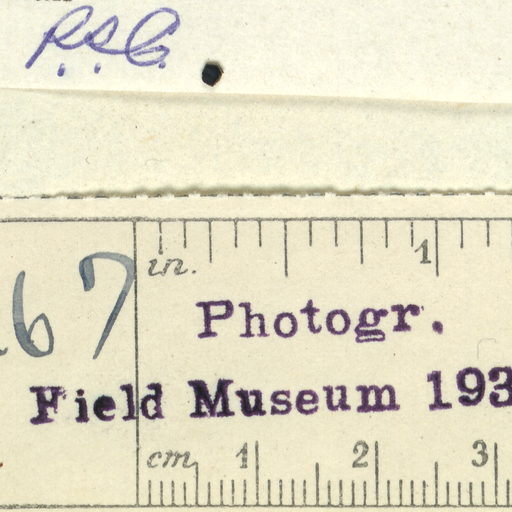 R.S.C.
67
in. 1
Photogr.
Field Museum 193
cm 1 2 3